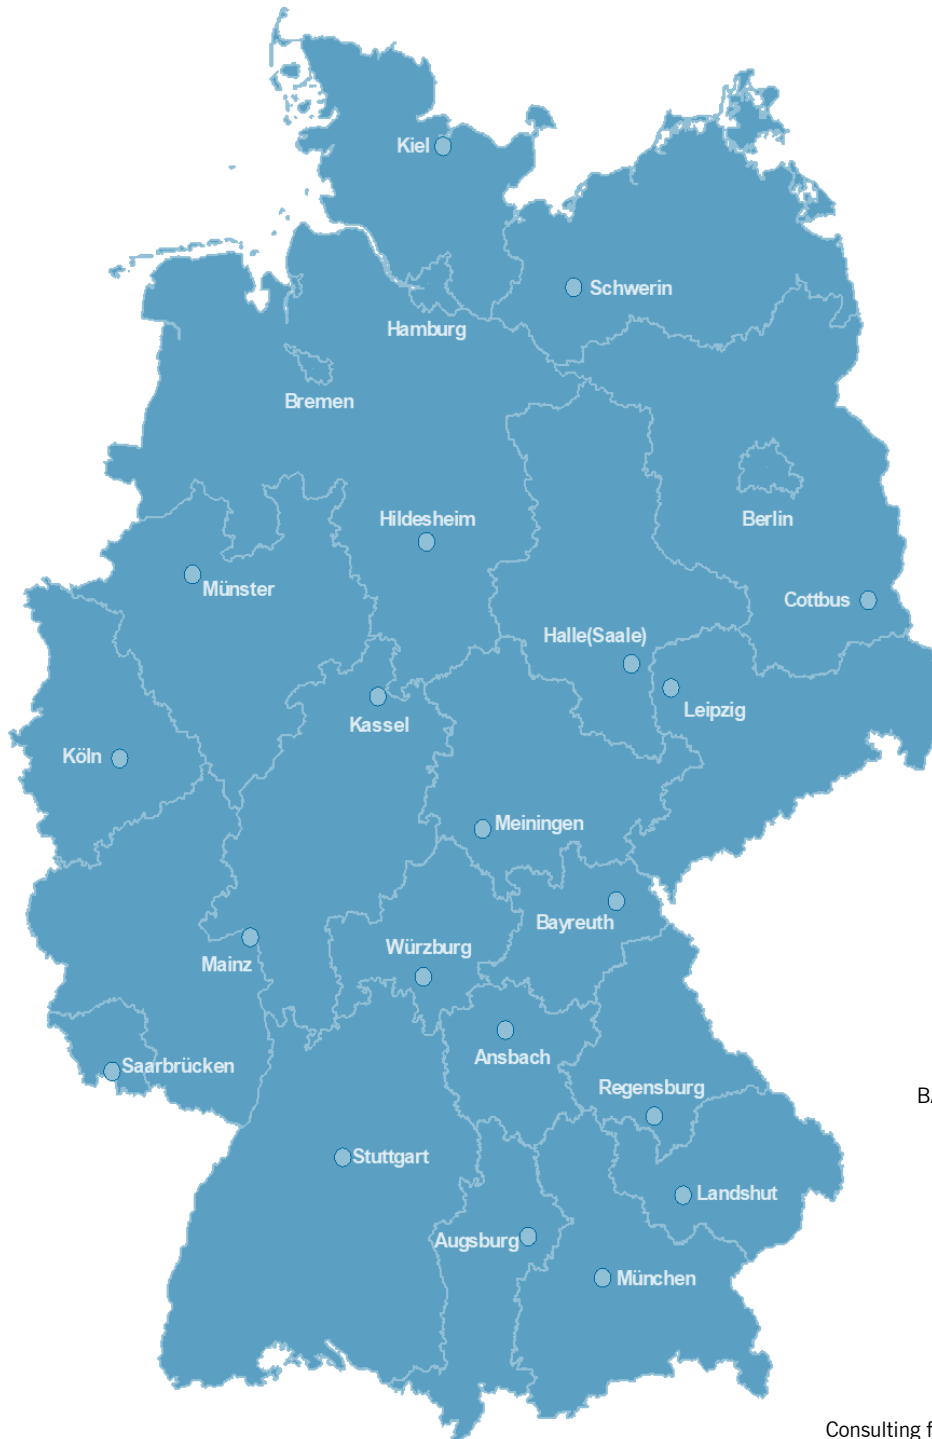 Kiel
Schwerin
Hamburg
Bremen
Hildesheim
Berlin
Münster
Cottbus
Halle(Saale)
Leipzig
Kassel
Köln
Meiningen
Bayreuth
Würzburg
Mainz
Ansbach
Saarbrücken
Regensburg
Stuttgart
Landshut
Augsburg
München
Consulting f